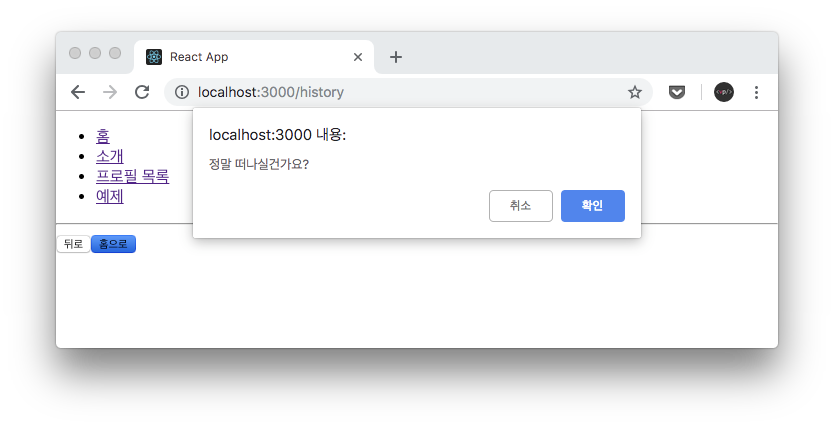 React App
localhost:3000/history
localhost:3000 내용:
정말 떠나실건가요?
취소
확인
홈
소개
프로필 목록
예제
뒤로
홈으로